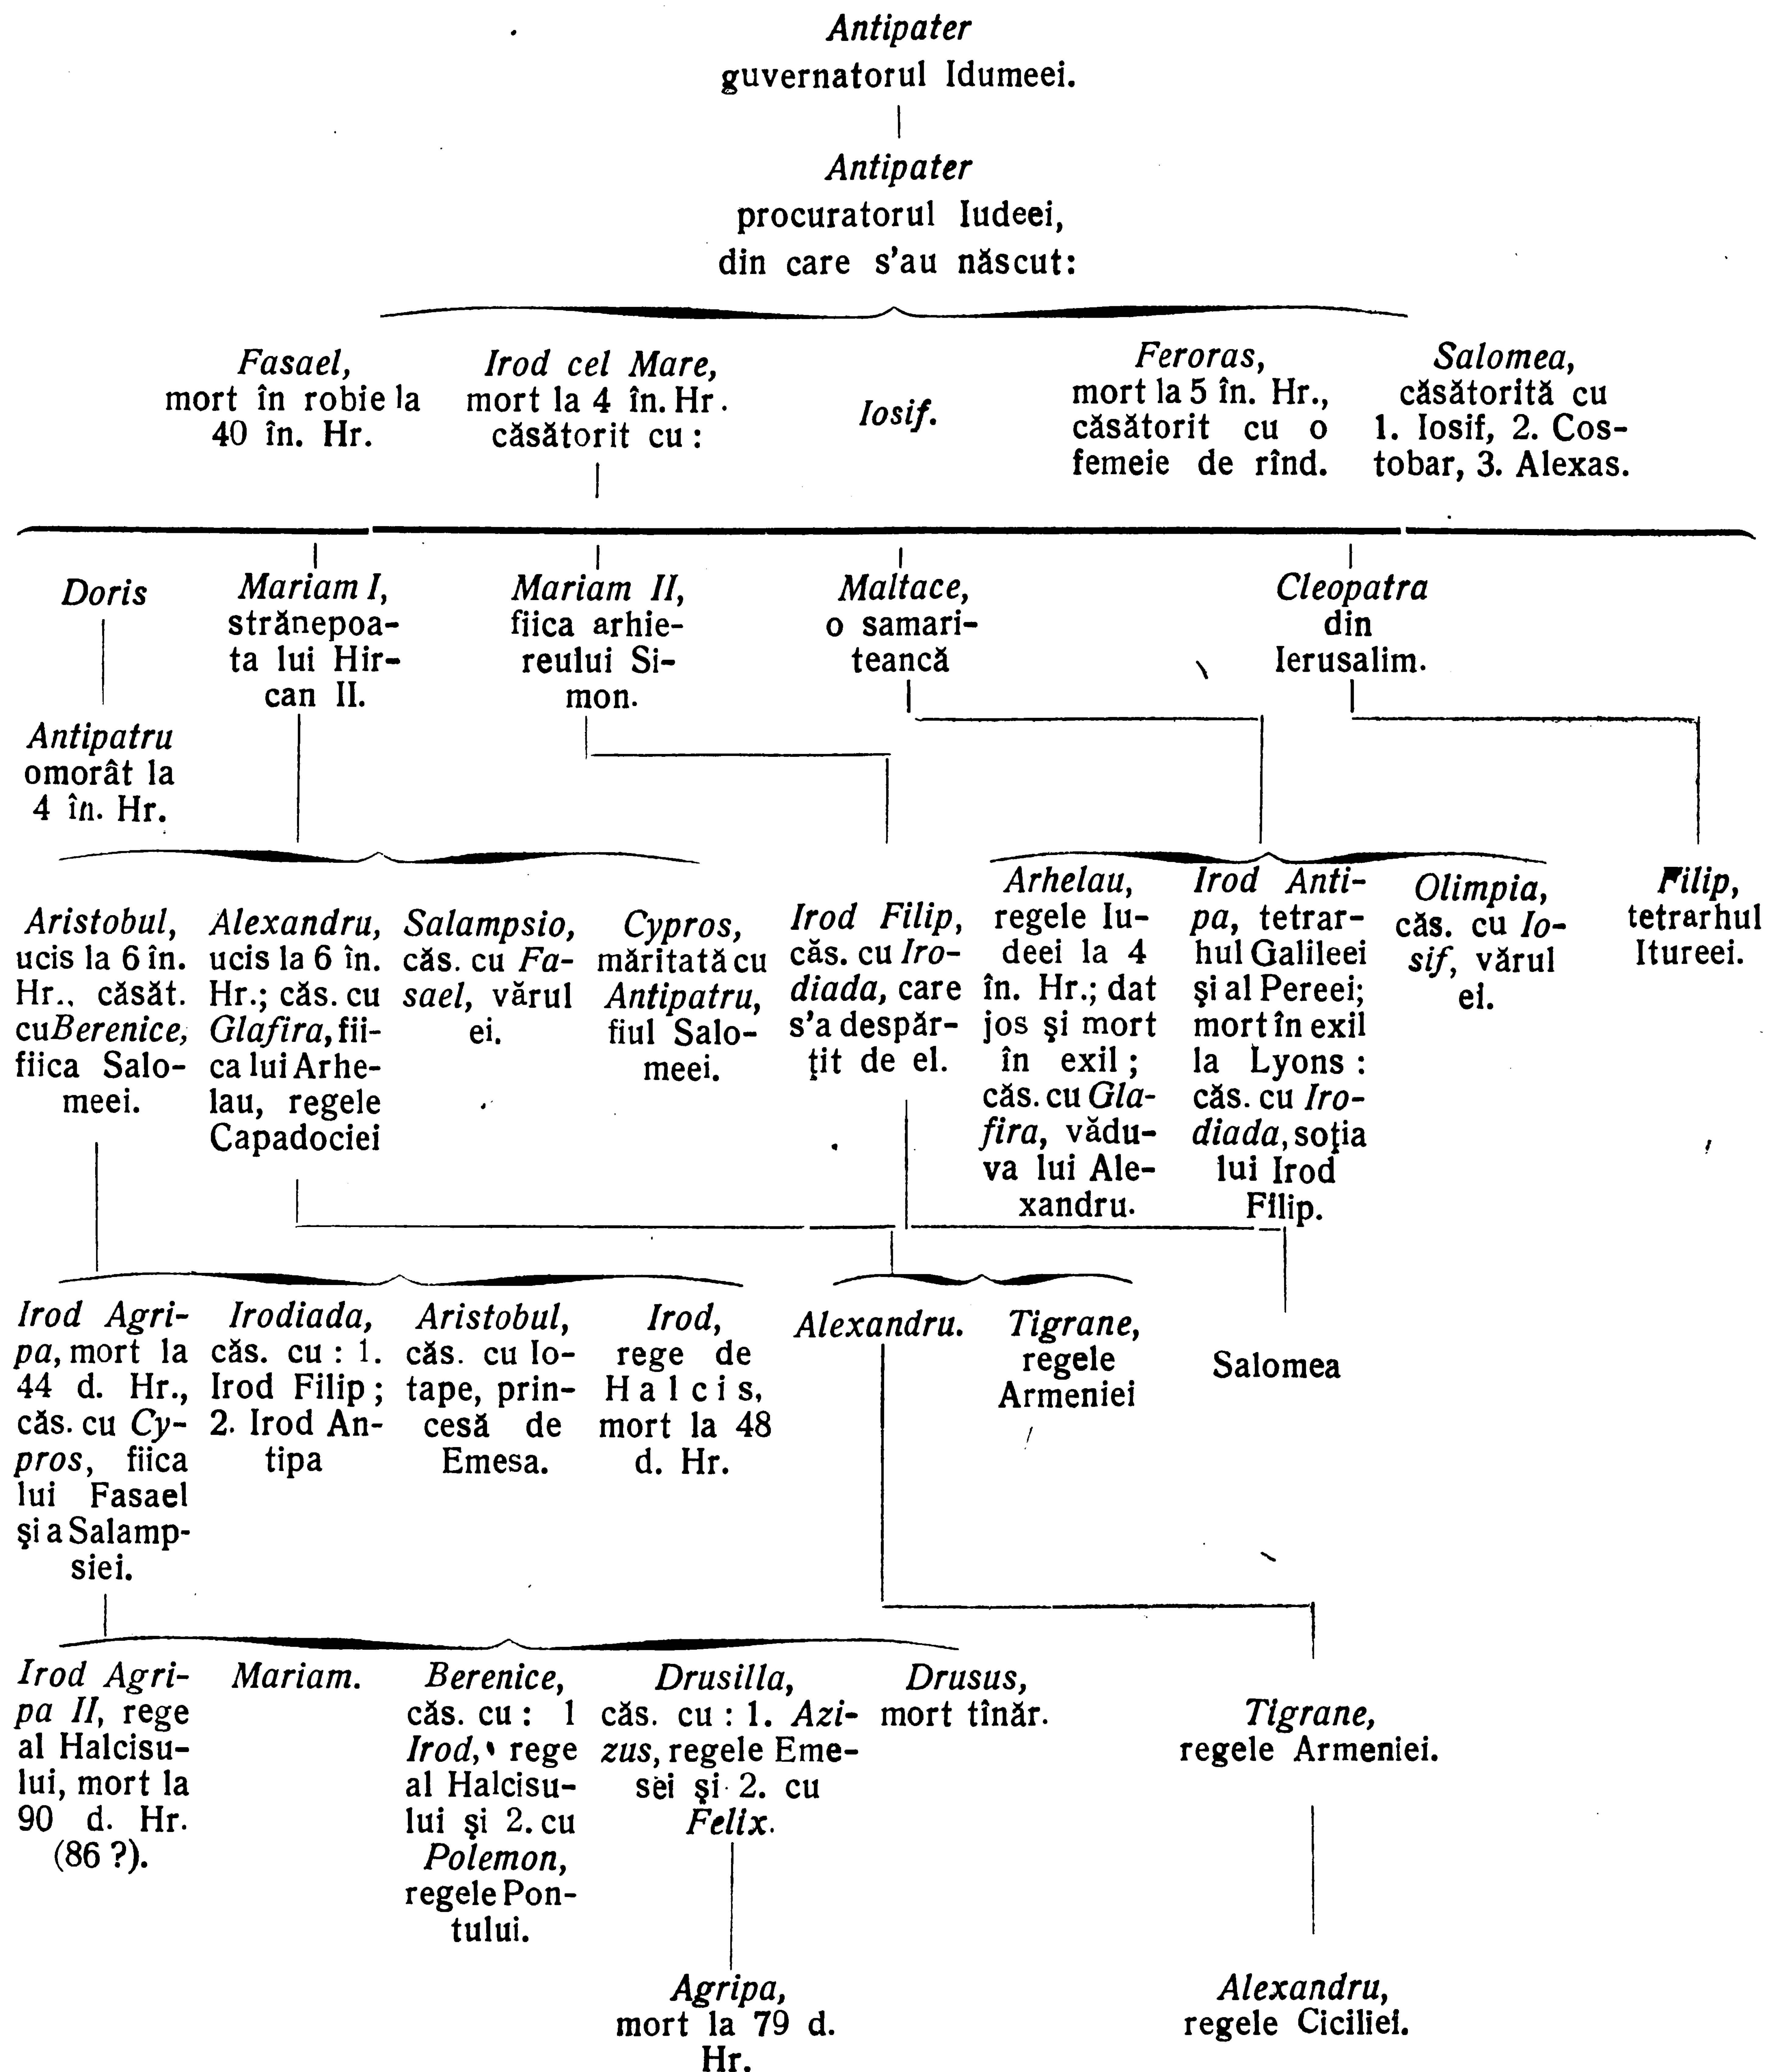 Antipater
guvernatorul Idumeei.
Antipater
procuratorul Iudeei,
din care s'au născut:
Fasael,
mort în robie la
40 în. Hr.
Irod cel Mare,
mort la 4 în. Hr.
căsătorit cu :
Iosif.
Feroras,
mort la 5 în. Hr.,
căsătorit cu o
femeie de rînd.
Salomea,
căsătorită cu
1. Iosif, 2. Cos-
tobar, 3. Alexas.
Doris
Mariam I,
strănepoa-
ta lui Hir-
can II.
Mariam II,
fiica arhie-
reului Si-
mon.
Maltace,
o samari-
teancă
Cleopatra
din
Ierusalim.
Antipatru
omorât la
4 în. Hr.
Aristobul,
ucis la 6 în.
Hr., căsăt.
cu Berenice,
fiica Salo-
meei.
Alexandru,
ucis la 6 în.
Hr.; căs. cu
Glafira, fii-
ca lui Arhe-
lau, regele
Capadociei
Salampsio,
căs. cu Fa-
sael, vărul
ei.
Cypros,
măritată cu
Antipatru,
fiul Salo-
meei.
Irod Filip,
căs. cu Iro-
diada, care
s'a despăr-
ţit de el.
Arhelau,
regele Iu-
deei la 4
în. Hr.; dat
jos şi mort
în exil ;
căs. cu Gla-
fira, vădu-
va lui Ale-
xandru.
Irod Anti-
pa, tetrar-
hul Galileei
şi al Pereei;
mort în exil
la Lyons :
căs. cu Iro-
diada, soţia
lui Irod
Filip.
Olimpia,
căs. cu Io-
sif, vărul
ei.
Filip,
tetrarhul
Itureei.
Irod Agri-
pa, mort la
44 d. Hr.,
căs. cu Cy-
pros, fiica
lui Fasael
şi a Salamp-
siei.
Irodiada,
căs. cu : 1.
Irod Filip ;
2. Irod An-
tipa
Aristobul,
căs. cu Io-
tape, prin-
cesă de
Emesa.
Irod,
rege de
Halcis,
mort la 48
d. Hr.
Alexandru.
Tigrane,
regele
Armeniei
Salomea
Irod Agri-
pa II, rege
al Halcisu-
lui, mort la
90 d. Hr.
(86 ?).
Mariam.
Berenice,
căs. cu : 1
Irod, rege
al Halcisu-
lui şi 2. cu
Polemon,
regele Pon-
tului.
Drusilla,
căs. cu : 1. Azi-
zus, regele Eme-
sei şi 2. cu
Felix.
Drusus,
mort tînăr.
Tigrane,
regele Armeniei.
Agripa,
mort la 79 d.
Hr.
Alexandru,
regele Ciciliei.